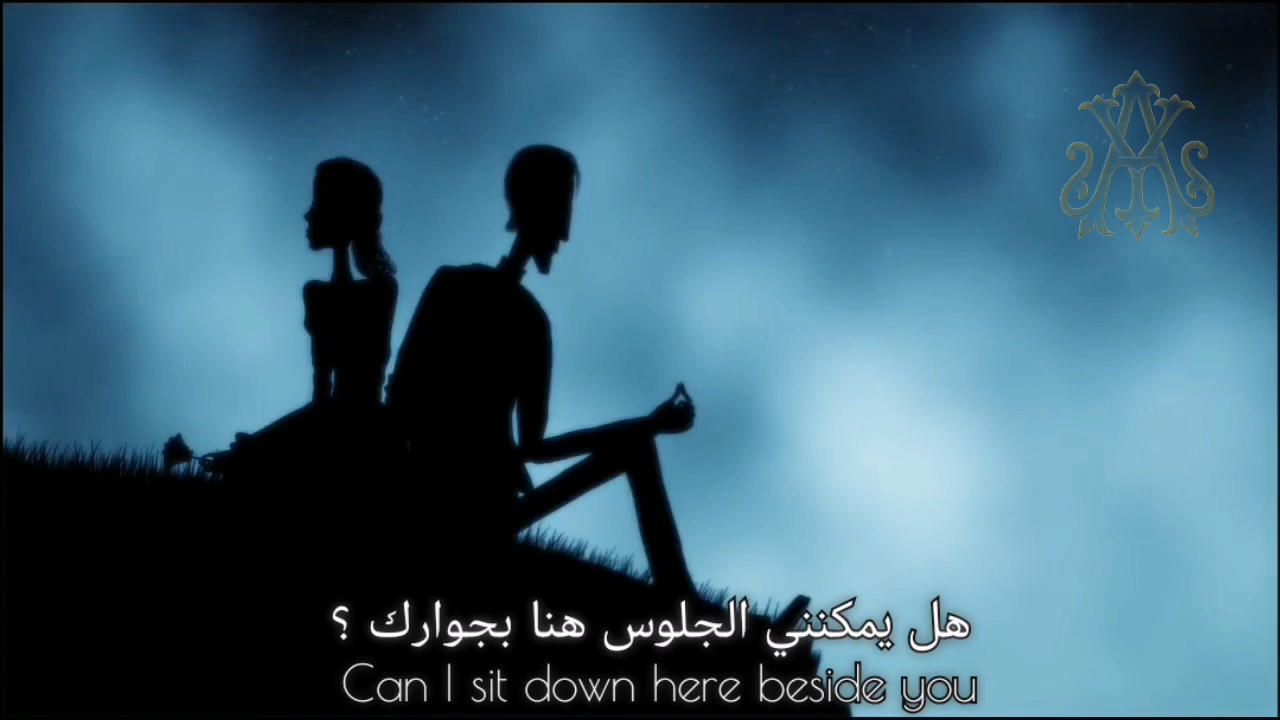 هل يمكنني الجلوس هنا بجوارك ؟
Can I sit down here beside you